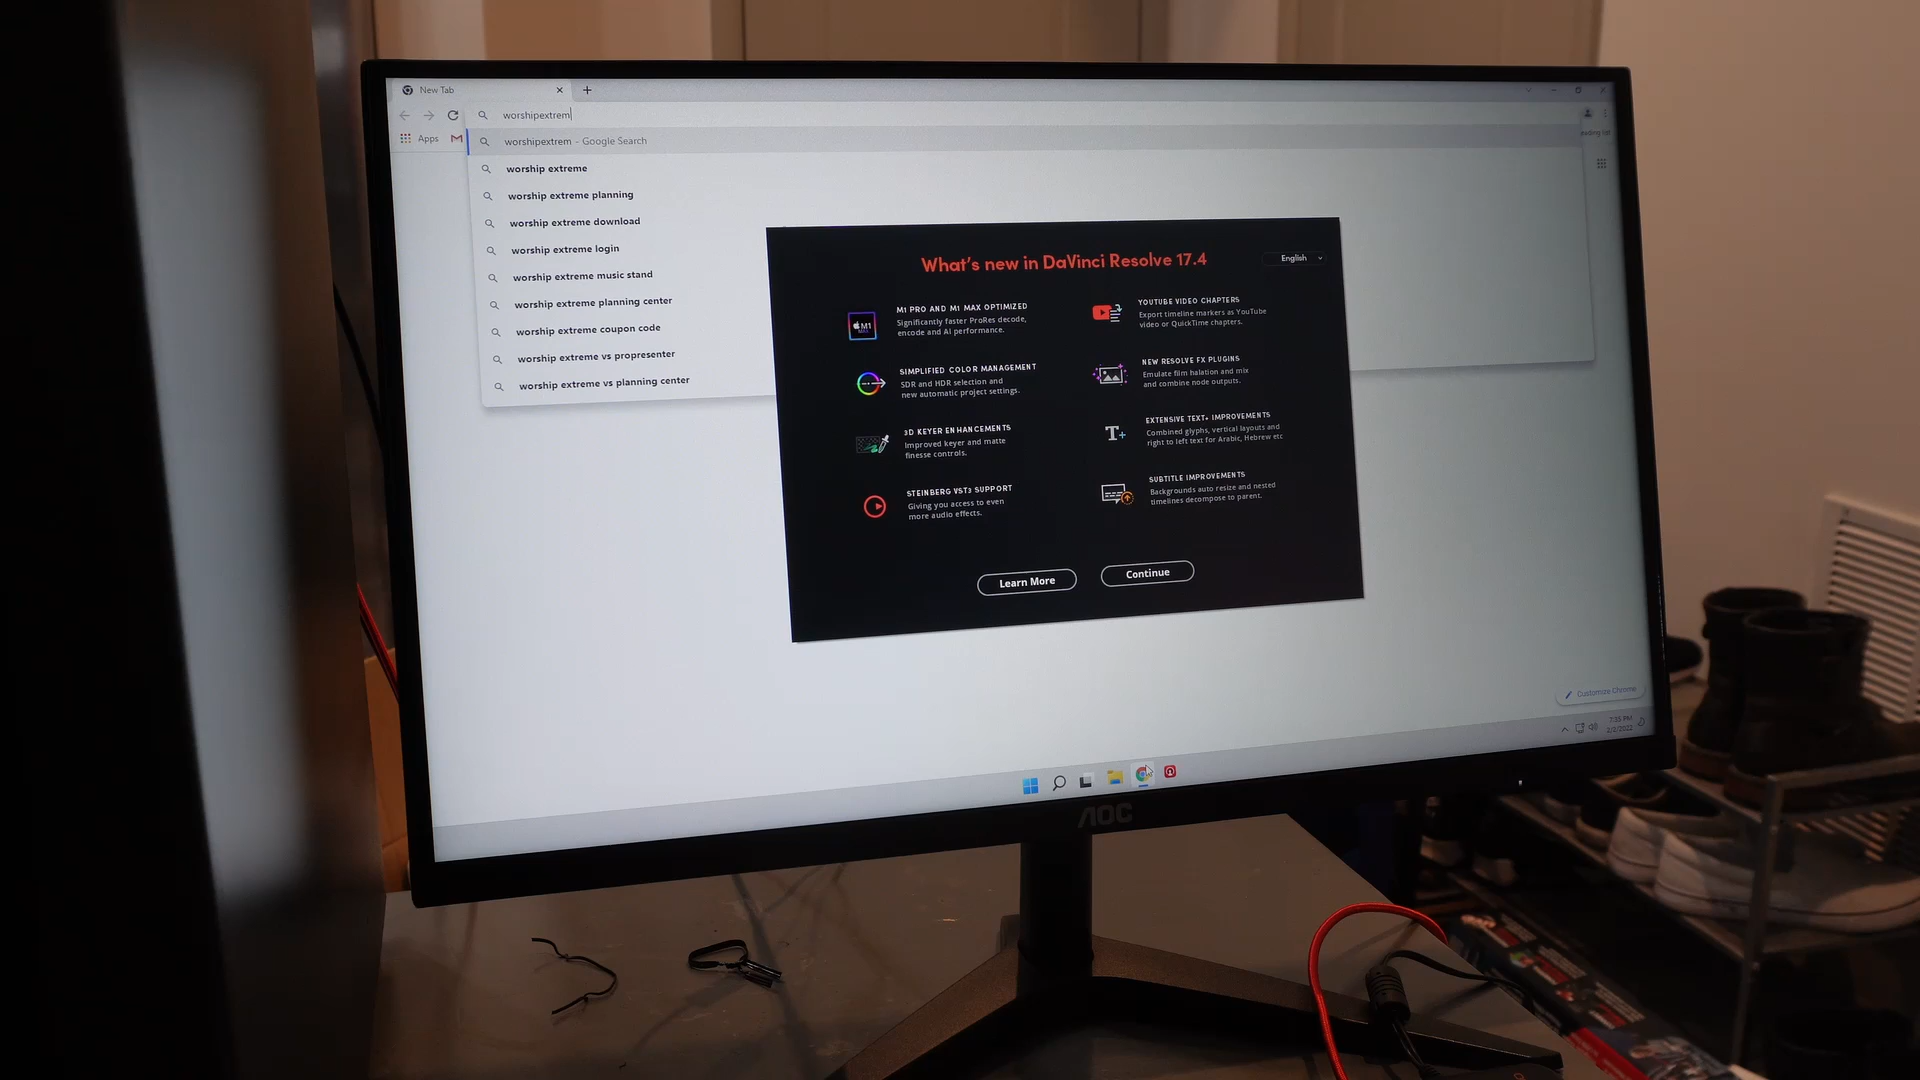 New Tab
worshipextrem
Apps
worshipextrem - Google Search
worship extreme
worship extreme planning
worship extreme download
worship extreme login
worship extreme music stand
worship extreme planning center
worship extreme coupon code
worship extreme vs propresenter
worship extreme vs planning center
What's new in DaVinci Resolve 17.4
English
M1 PRO AND M1 MAX OPTIMIZED
Significantly faster ProRes decode,
encode and AI performance.
SIMPLIFIED COLOR MANAGEMENT
SDR and HDR selection and
new automatic project settings.
3D KEYER ENHANCEMENTS
Improved keyer and matte
finesse controls.
STEINBERG VST3 SUPPORT
Giving you access to even
more audio effects.
YOUTUBE VIDEO CHAPTERS
Export timeline markers as YouTube
video or QuickTime chapters.
NEW RESOLVE FX PLUGINS
Emulate film halation and mix
and combine node outputs.
EXTENSIVE TEXT+ IMPROVEMENTS
Combined glyphs, vertical layouts and
right to left text for Arabic, Hebrew etc
SUBTITLE IMPROVEMENTS
Backgrounds auto resize and nested
timelines decompose to parent.
Learn More
Continue
Customize Chrome
7:35 PM
2/2/2022
AOC